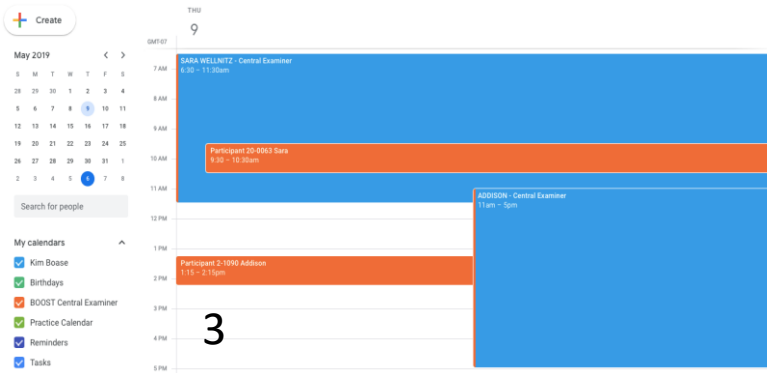 Create
May 2019
S M T W T F S
28 29 30 1 2 3 4
5 6 7 8 9 10 11
12 13 14 15 16 17 18
19 20 21 22 23 24 25
26 27 28 29 30 31 1
2 3 4 5 6 7 8
Search for people
My calendars
Kim Boase
Birthdays
BOOST Central Examiner
Practice Calendar
Reminders
Tasks
THU
9
GMT-07
7 AM
8 AM
9 AM
10 AM
11 AM
12 PM
1 PM
2 PM
3 PM
4 PM
5 PM
SARA WELLNITZ - Central Examiner
6:30 – 11:30am
Participant 20-0063 Sara
9:30 – 10:30am
ADDISON - Central Examiner
11am – 5pm
Participant 2-1090 Addison
1:15 – 2:15pm
3